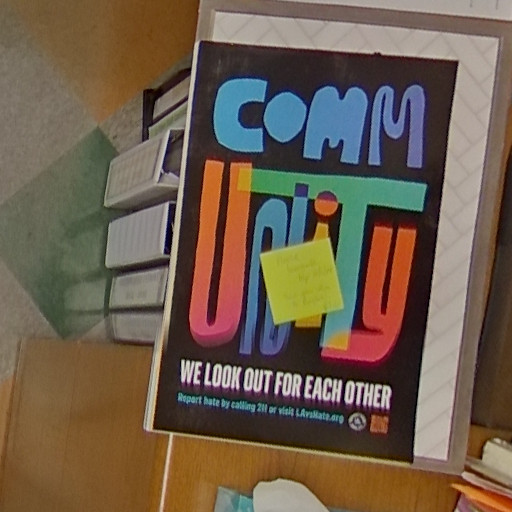 COMM
UNITY
WE LOOK OUT FOR EACH OTHER
Report hate by calling 211 or visit LAvsHate.org